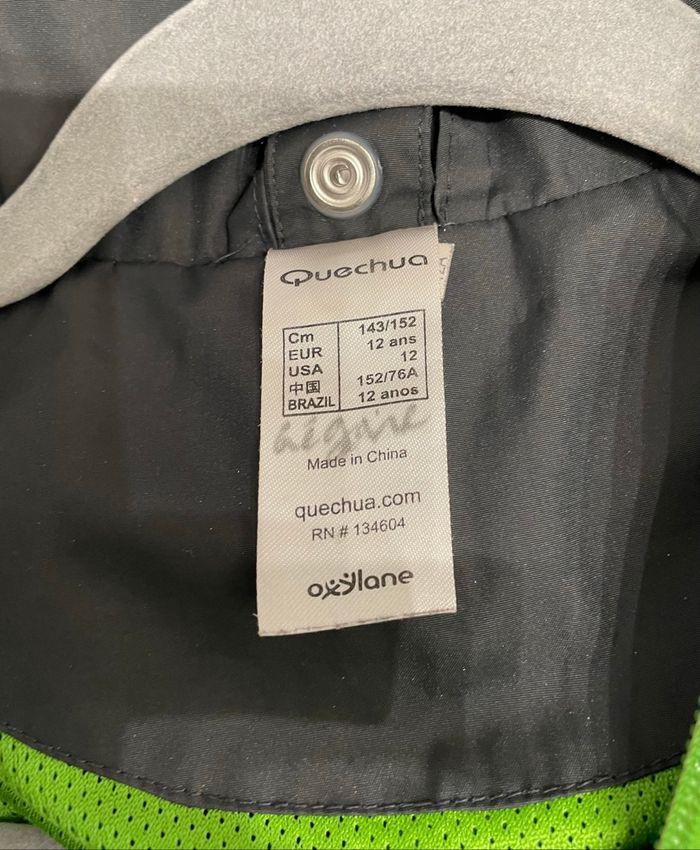 Quechua
Cm 143/152
EUR 12 ans
USA 12
中国 152/76A
BRAZIL 12 anos
Made in China
quechua.com
RN # 134604
oxylane